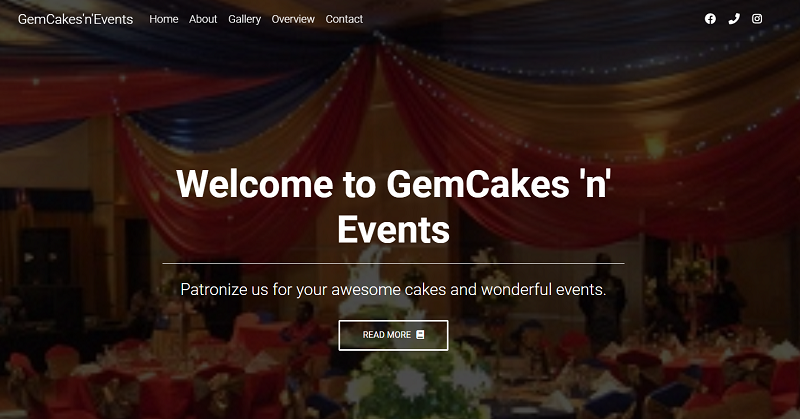 GemCakes'n'Events Home About Gallery Overview Contact
Welcome to GemCakes 'n'
Events
Patronize us for your awesome cakes and wonderful events.
READ MORE